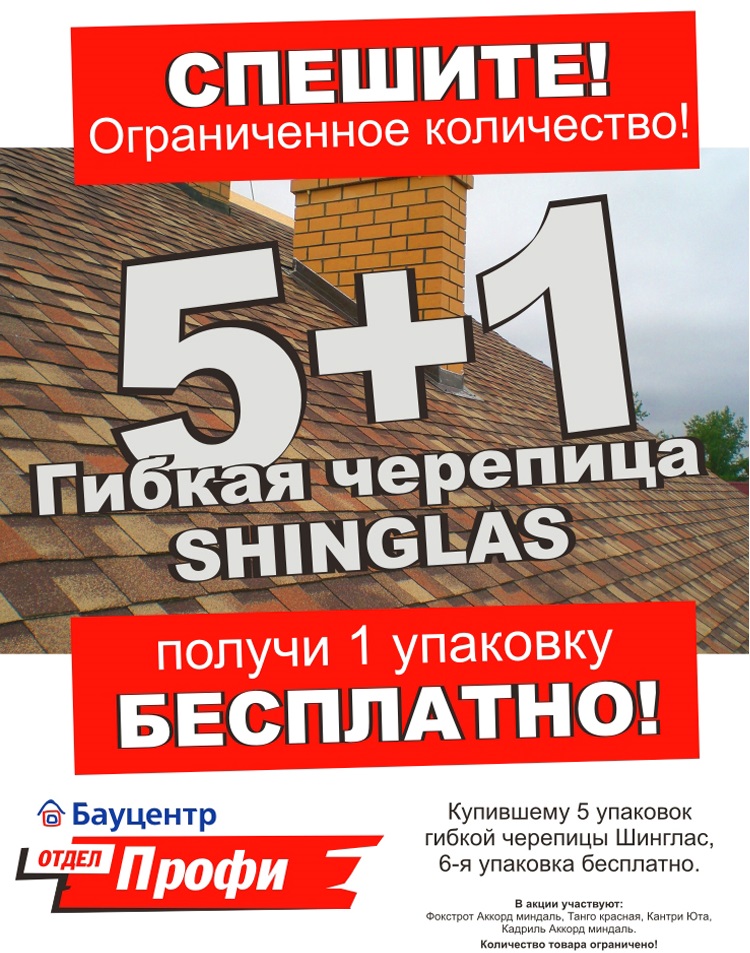 СПЕШИТЕ!
Ограниченное количество!
5+1
Гибкая черепица
SHINGLAS
получи 1 упаковку
БЕСПЛАТНО!
Бауцентр
ОТДЕЛ
Профи
Купившему 5 упаковок
гибкой черепицы Шинглас,
6-я упаковка бесплатно.
В акции участвуют:
Фокстрот Аккорд миндаль, Танго красная, Кантри Юта,
Кадриль Аккорд миндаль.
Количество товара ограничено!